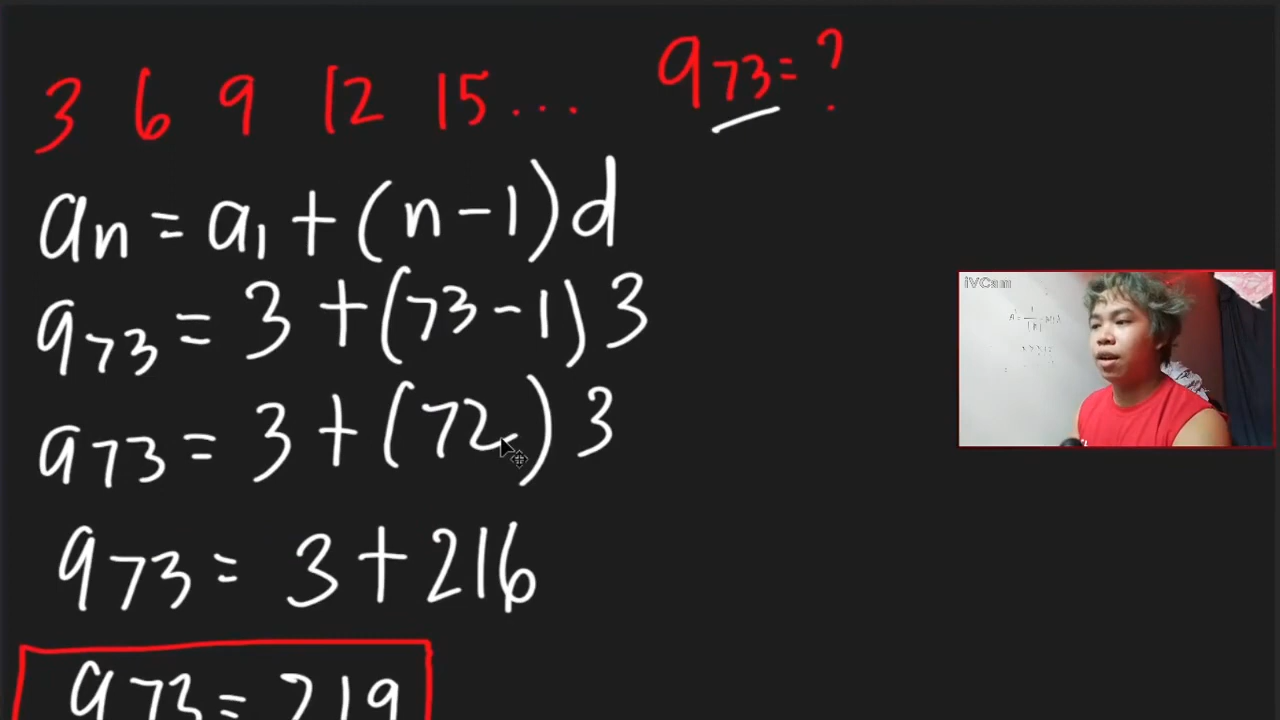 3 6 9 12 15 ... a73 = ?
an = a1 + (n-1) d
a73 = 3 + (73-1) 3
a73 = 3 + (72) 3
a73 = 3 + 216
a73 = 219
iVCam